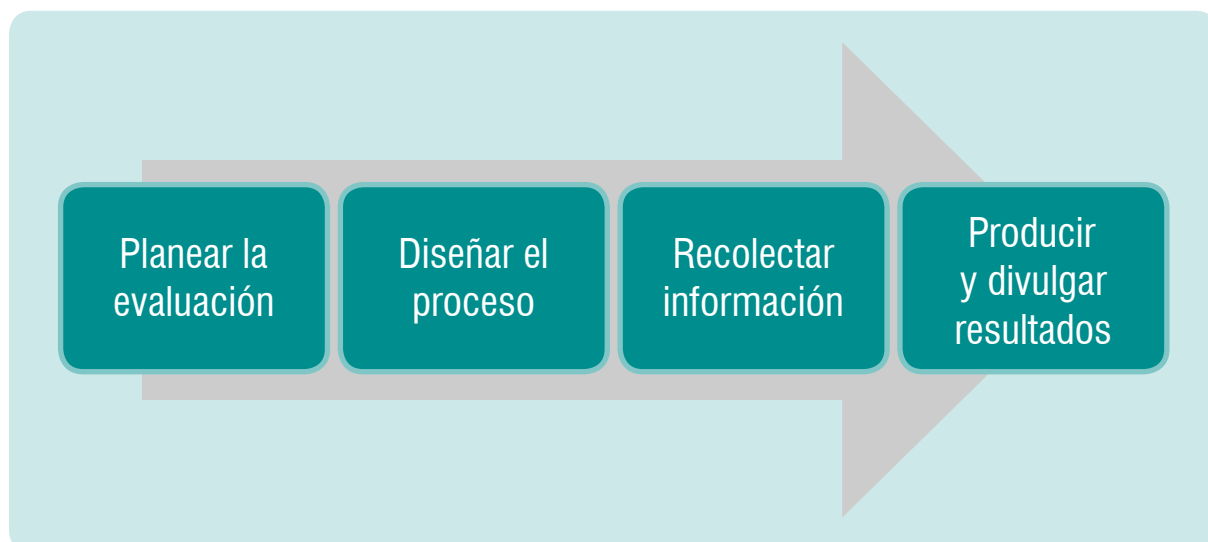 Planear la
evaluación
Diseñar el
proceso
Recolectar
información
Producir
y divulgar
resultados